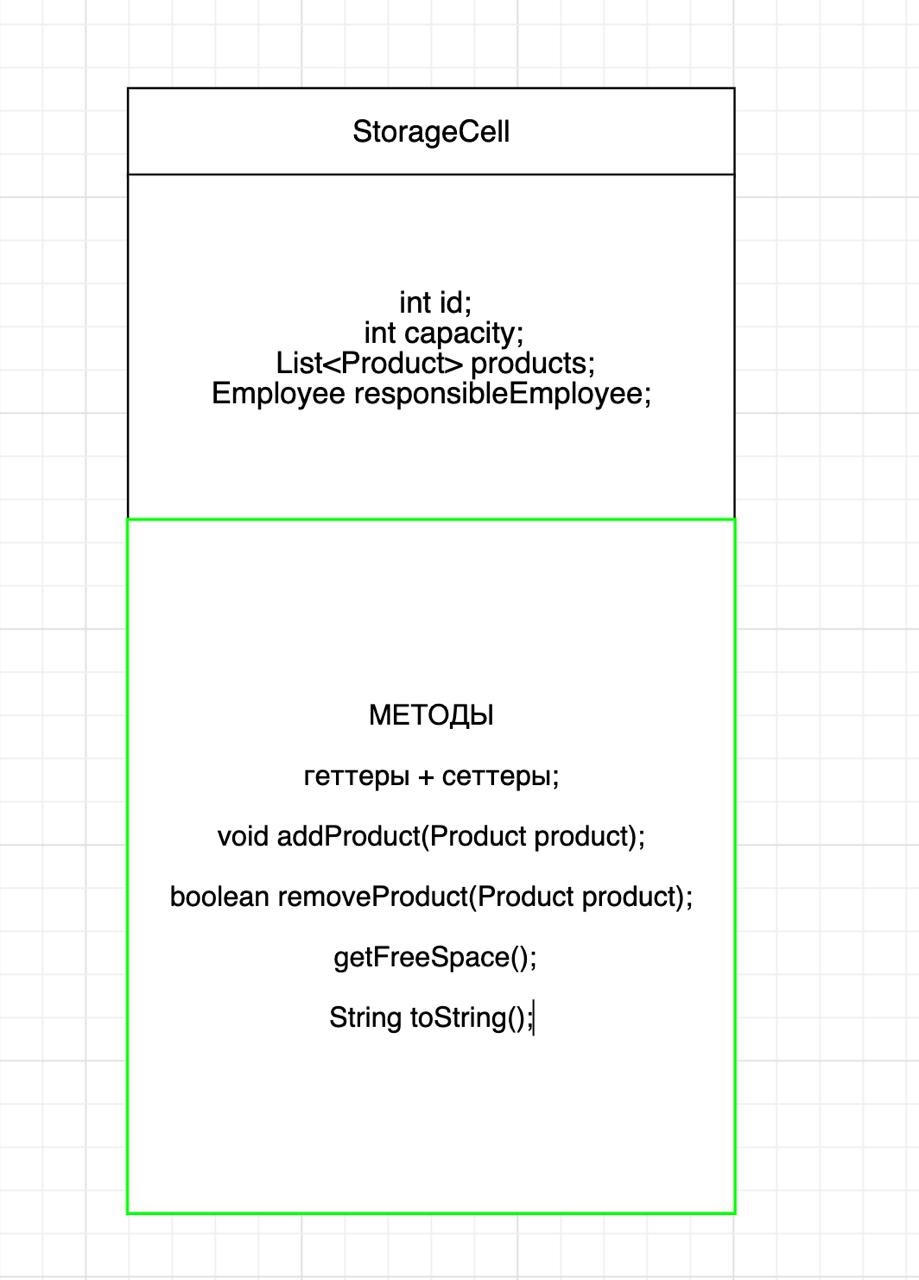 StorageCell
int id;
int capacity;
List<Product> products;
Employee responsibleEmployee;
МЕТОДЫ
геттеры + сеттеры;
void addProduct(Product product);
boolean removeProduct(Product product);
getFreeSpace();
String toString();